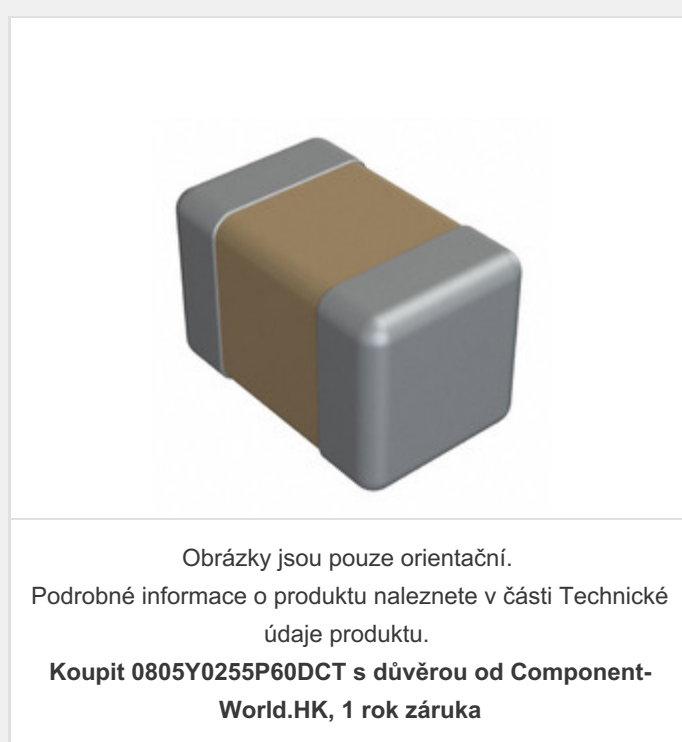 Obrázky jsou pouze orientační.
Podrobné informace o produktu naleznete v části Technické
údaje produktu.
Koupit 0805Y0255P60DCT s důvěrou od Component-
World.HK, 1 rok záruka